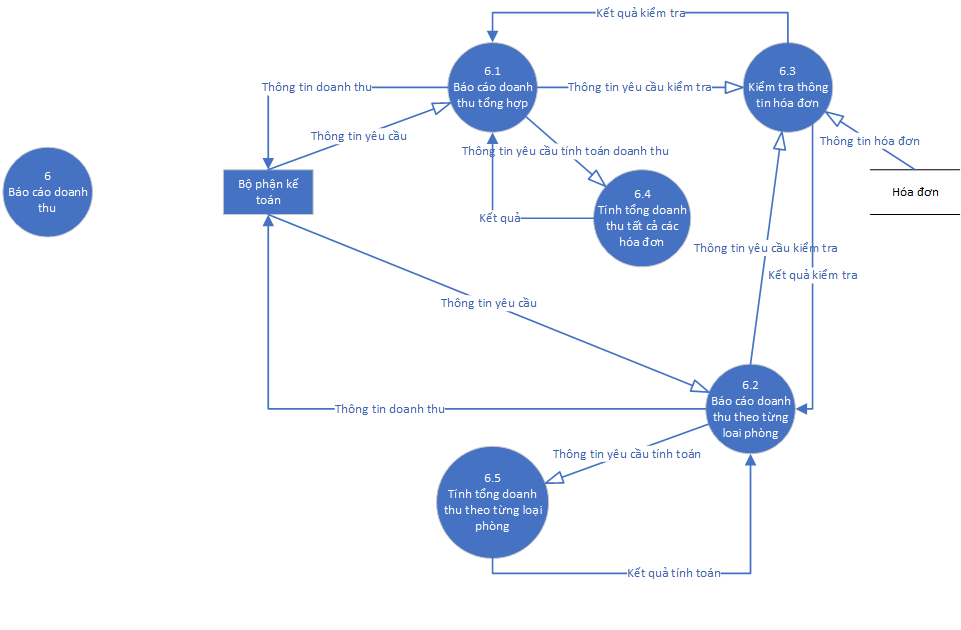 Kết quả kiểm tra
6.1
Báo cáo doanh
thu tổng hợp
6.3
Kiểm tra thông
tin hóa đơn
Thông tin doanh thu
Thông tin yêu cầu kiểm tra
Thông tin yêu cầu
Thông tin hóa đơn
Thông tin yêu cầu tính toán doanh thu
6
Báo cáo doanh
thu
Bộ phận kế
toán
6.4
Tính tổng doanh
thu tất cả các
hóa đơn
Hóa đơn
Kết quả
Thông tin yêu cầu kiểm tra
Kết quả kiểm tra
Thông tin yêu cầu
6.2
Báo cáo doanh
thu theo từng
loai phòng
Thông tin doanh thu
Thông tin yêu cầu tính toán
6.5
Tính tổng doanh
thu theo từng loại
phòng
Kết quả tính toán